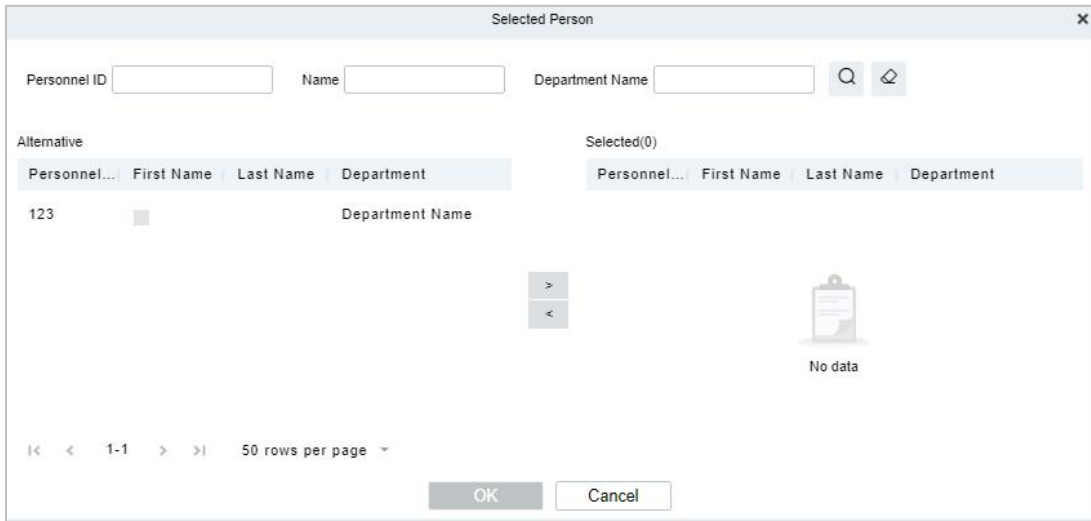 Selected Person
Personnel ID Name Department Name
Alternative Selected(0)
Personnel... First Name Last Name Department Personnel... First Name Last Name Department
123 Department Name
>
<
No data
|< < 1-1 > >| 50 rows per page
OK Cancel